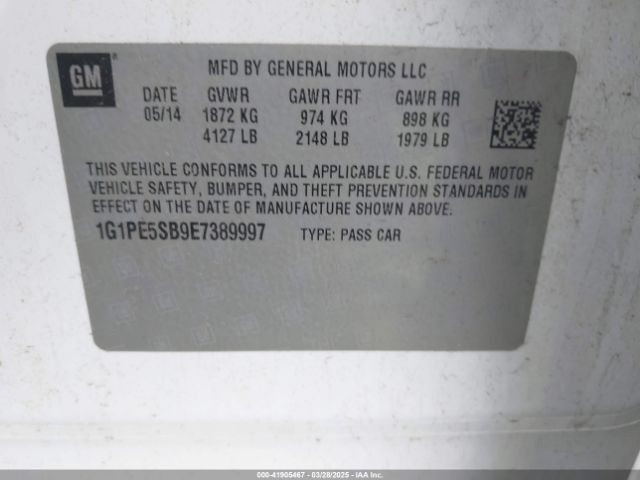 GM
MFD BY GENERAL MOTORS LLC
DATE GVWR GAWR FRT GAWR RR
05/14 1872 KG 974 KG 898 KG
4127 LB 2148 LB 1979 LB
THIS VEHICLE CONFORMS TO ALL APPLICABLE U.S. FEDERAL MOTOR
VEHICLE SAFETY, BUMPER, AND THEFT PREVENTION STANDARDS IN
EFFECT ON THE DATE OF MANUFACTURE SHOWN ABOVE.
1G1PE5SB9E7389997 TYPE: PASS CAR
000-41905467 - 03/28/2025 - IAAI.COM